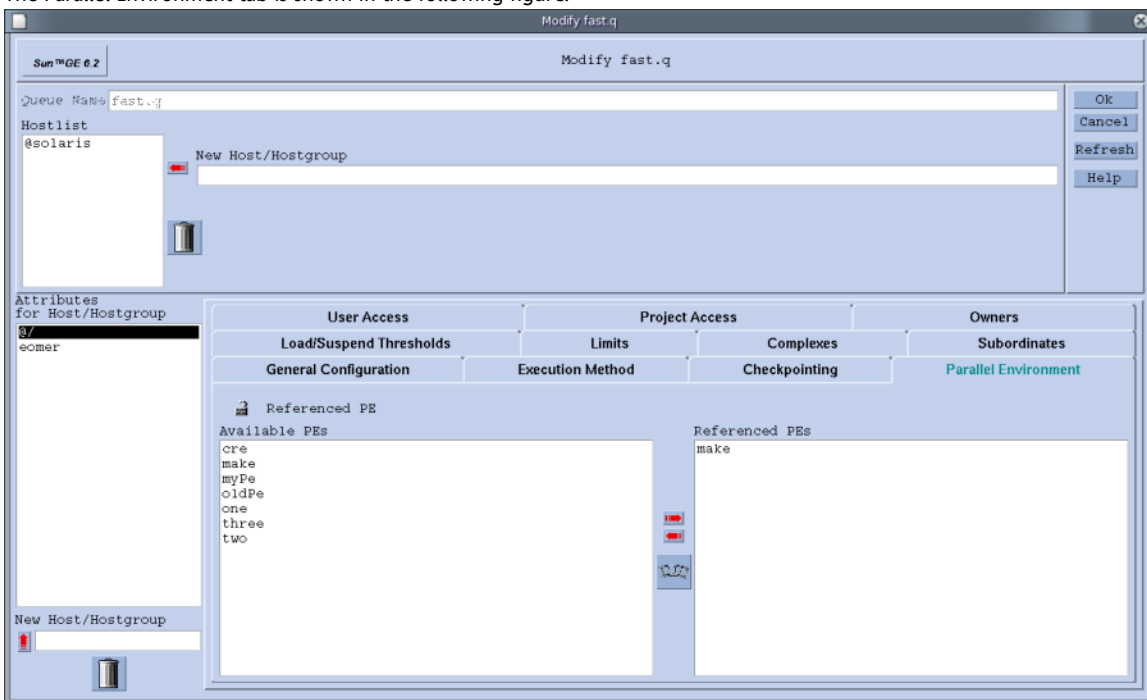 The Parallel Environment tab is shown in the following figure.
Modify fast.q
Sun™GE 6.2
Modify fast.q
Queue Name fast.q
Ok
Cancel
Refresh
Help
Hostlist
@solaris
New Host/Hostgroup
Attributes
for Host/Hostgroup
@/
eomer
New Host/Hostgroup
User Access
Project Access
Owners
Load/Suspend Thresholds
Limits
Complexes
Subordinates
General Configuration
Execution Method
Checkpointing
Parallel Environment
Referenced PE
Available PEs
cre
make
myPe
oldPe
one
three
two
Referenced PEs
make